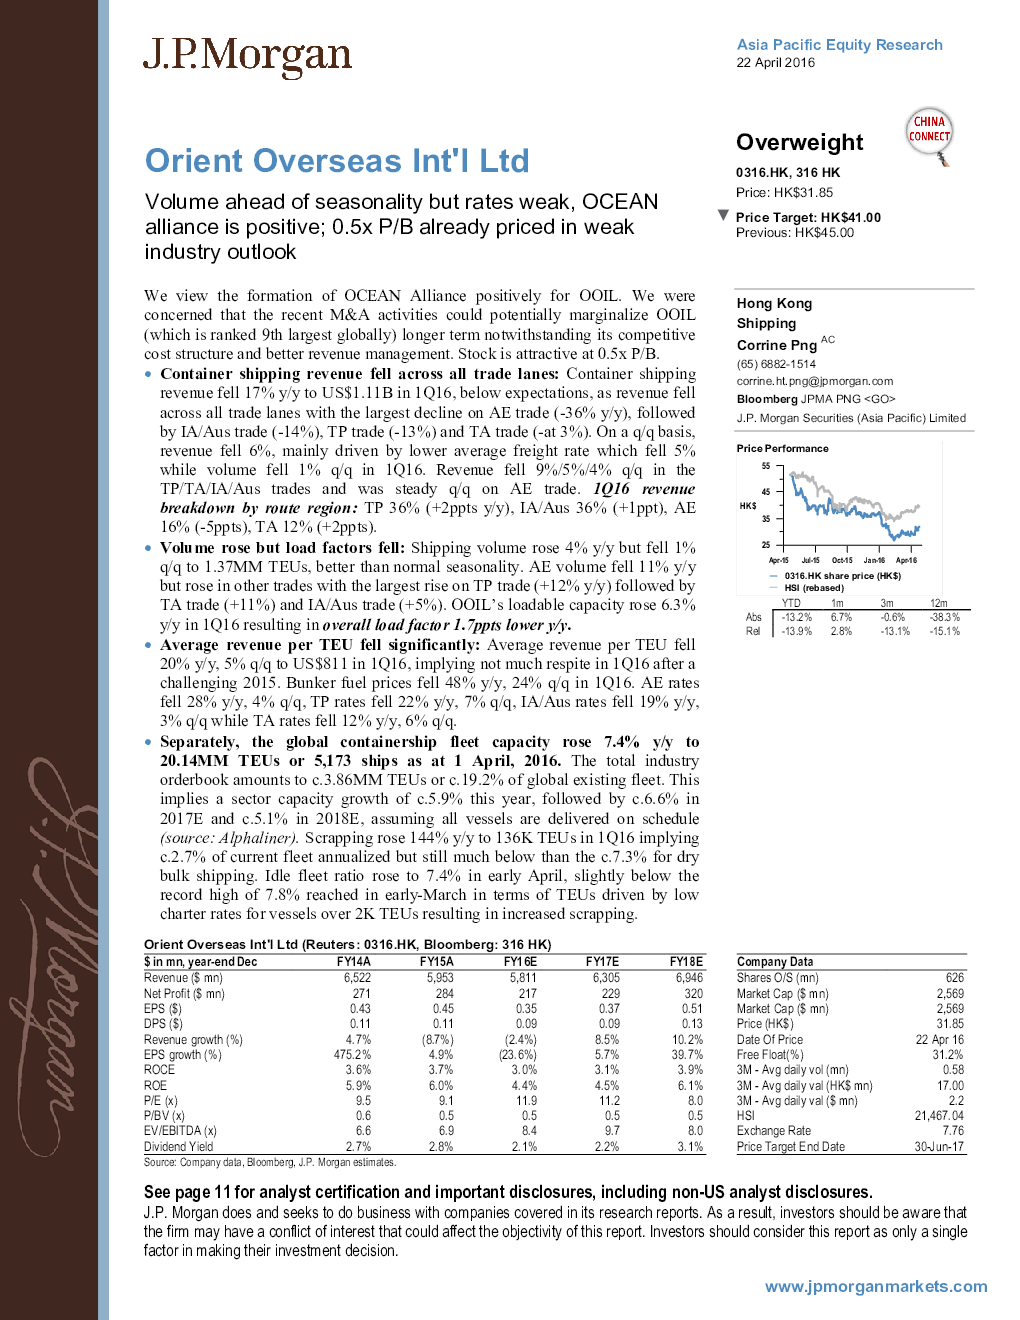 J.P.Morgan
Asia Pacific Equity Research
22 April 2016
CHINA
CONNECT
Orient Overseas Int'l Ltd
Volume ahead of seasonality but rates weak, OCEAN
alliance is positive; 0.5x P/B already priced in weak
industry outlook
Overweight
0316.HK, 316 HK
Price: HK$31.85
▼ Price Target: HK$41.00
Previous: HK$45.00
We view the formation of OCEAN Alliance positively for OOIL. We were
concerned that the recent M&A activities could potentially marginalize OOIL
(which is ranked 9th largest globally) longer term notwithstanding its competitive
cost structure and better revenue management. Stock is attractive at 0.5x P/B.
• Container shipping revenue fell across all trade lanes: Container shipping
revenue fell 17% y/y to US$1.11B in 1Q16, below expectations, as revenue fell
across all trade lanes with the largest decline on AE trade (-36% y/y), followed
by IA/Aus trade (-14%), TP trade (-13%) and TA trade (-at 3%). On a q/q basis,
revenue fell 6%, mainly driven by lower average freight rate which fell 5%
while volume fell 1% q/q in 1Q16. Revenue fell 9%/5%/4% q/q in the
TP/TA/IA/Aus trades and was steady q/q on AE trade. 1Q16 revenue
breakdown by route region: TP 36% (+2ppts y/y), IA/Aus 36% (+1ppt), AE
16% (-5ppts), TA 12% (+2ppts).
• Volume rose but load factors fell: Shipping volume rose 4% y/y but fell 1%
q/q to 1.37MM TEUs, better than normal seasonality. AE volume fell 11% y/y
but rose in other trades with the largest rise on TP trade (+12% y/y) followed by
TA trade (+11%) and IA/Aus trade (+5%). OOIL's loadable capacity rose 6.3%
y/y in 1Q16 resulting in overall load factor 1.7ppts lower y/y.
• Average revenue per TEU fell significantly: Average revenue per TEU fell
20% y/y, 5% q/q to US$811 in 1Q16, implying not much respite in 1Q16 after a
challenging 2015. Bunker fuel prices fell 48% y/y, 24% q/q in 1Q16. AE rates
fell 28% y/y, 4% q/q, TP rates fell 22% y/y, 7% q/q, IA/Aus rates fell 19% y/y,
3% q/q while TA rates fell 12% y/y, 6% q/q.
• Separately, the global containership fleet capacity rose 7.4% y/y to
20.14MM TEUs or 5,173 ships as at 1 April, 2016. The total industry
orderbook amounts to c.3.86MM TEUs or c.19.2% of global existing fleet. This
implies a sector capacity growth of c.5.9% this year, followed by c.6.6% in
2017E and c.5.1% in 2018E, assuming all vessels are delivered on schedule
(source: Alphaliner). Scrapping rose 144% y/y to 136K TEUs in 1Q16 implying
c.2.7% of current fleet annualized but still much below than the c.7.3% for dry
bulk shipping. Idle fleet ratio rose to 7.4% in early April, slightly below the
record high of 7.8% reached in early-March in terms of TEUs driven by low
charter rates for vessels over 2K TEUs resulting in increased scrapping.
Hong Kong
Shipping
Corrine Png AC
(65) 6882-1514
corrine.ht.png@jpmorgan.com
Bloomberg JPMA PNG <GO>
J.P. Morgan Securities (Asia Pacific) Limited
Price Performance
55
45
HK$
35
25
Apr-15 Jul-15 Oct-15 Jan-16 Apr-16
0316.HK share price (HK$)
HSI (rebased)
YTD 1m 3m 12m
Abs -13.2% 6.7% -0.6% -38.3%
Rel -13.9% 2.8% -13.1% -15.1%
Orient Overseas Int'l Ltd (Reuters: 0316.HK, Bloomberg: 316 HK)
$ in mn, year-end Dec FY14A FY15A FY16E FY17E FY18E
Revenue ($ mn) 6,522 5,953 5,811 6,305 6,946
Net Profit ($ mn) 271 284 217 229 320
EPS ($) 0.43 0.45 0.35 0.37 0.51
DPS ($) 0.11 0.11 0.09 0.09 0.13
Revenue growth (%) 4.7% (8.7%) (2.4%) 8.5% 10.2%
EPS growth (%) 475.2% 4.9% (23.6%) 5.7% 39.7%
ROCE 3.6% 3.7% 3.0% 3.1% 3.9%
ROE 5.9% 6.0% 4.4% 4.5% 6.1%
P/E (x) 9.5 9.1 11.9 11.2 8.0
P/BV (x) 0.6 0.5 0.5 0.5 0.5
EV/EBITDA (x) 6.6 6.9 8.4 9.7 8.0
Dividend Yield 2.7% 2.8% 2.1% 2.2% 3.1%
Source: Company data, Bloomberg, J.P. Morgan estimates.
Company Data
Shares O/S (mn) 626
Market Cap ($ mn) 2,569
Market Cap ($ mn) 2,569
Price (HK$) 31.85
Date Of Price 22 Apr 16
Free Float(%) 31.2%
3M - Avg daily vol (mn) 0.58
3M - Avg daily val (HK$ mn) 17.00
3M - Avg daily val ($ mn) 2.2
HSI 21,467.04
Exchange Rate 7.76
Price Target End Date 30-Jun-17
See page 11 for analyst certification and important disclosures, including non-US analyst disclosures.
J.P. Morgan does and seeks to do business with companies covered in its research reports. As a result, investors should be aware that
the firm may have a conflict of interest that could affect the objectivity of this report. Investors should consider this report as only a single
factor in making their investment decision.
www.jpmorganmarkets.com
J.P.Morgan